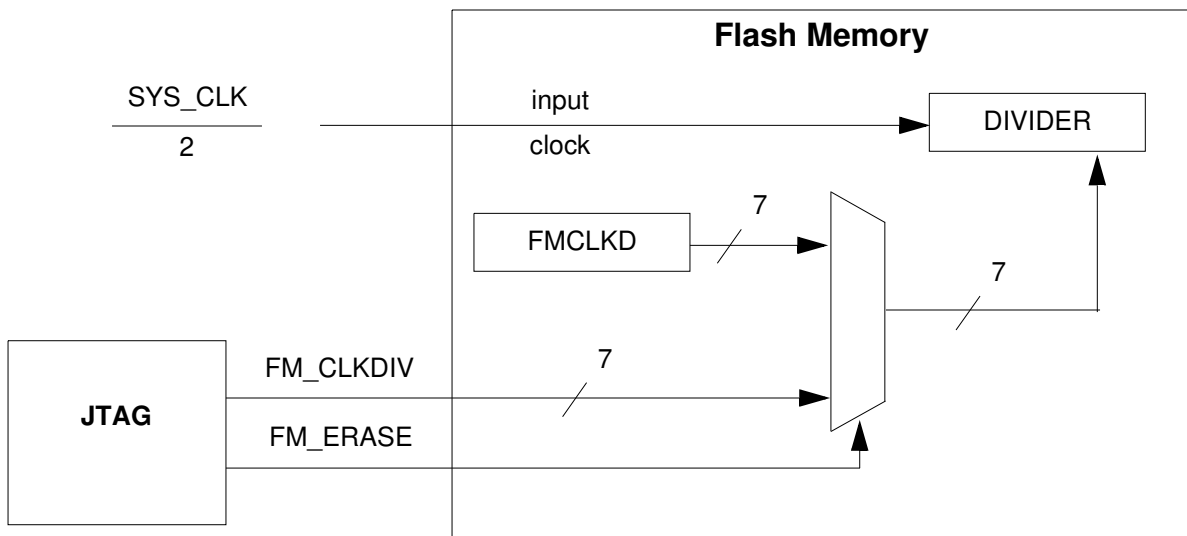 Flash Memory
SYS_CLK
2
input
clock
DIVIDER
7
FMCLKD
7
FM_CLKDIV
7
JTAG
FM_ERASE